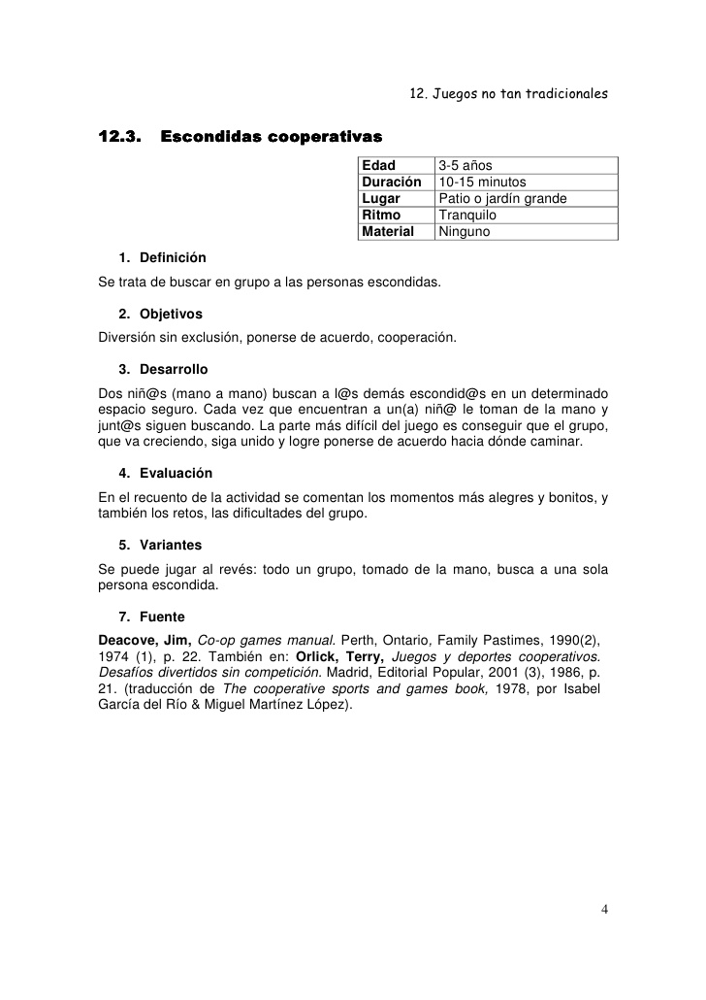 12. Juegos no tan tradicionales
12.3. Escondidas cooperativas
Edad 3-5 años
Duración 10-15 minutos
Lugar Patio o jardín grande
Ritmo Tranquilo
Material Ninguno
1. Definición
Se trata de buscar en grupo a las personas escondidas.
2. Objetivos
Diversión sin exclusión, ponerse de acuerdo, cooperación.
3. Desarrollo
Dos niñ@s (mano a mano) buscan a l@s demás escondid@s en un determinado
espacio seguro. Cada vez que encuentran a un(a) niñ@ le toman de la mano y
junt@s siguen buscando. La parte más difícil del juego es conseguir que el grupo,
que va creciendo, siga unido y logre ponerse de acuerdo hacia dónde caminar.
4. Evaluación
En el recuento de la actividad se comentan los momentos más alegres y bonitos, y
también los retos, las dificultades del grupo.
5. Variantes
Se puede jugar al revés: todo un grupo, tomado de la mano, busca a una sola
persona escondida.
7. Fuente
Deacove, Jim, Co-op games manual. Perth, Ontario, Family Pastimes, 1990(2),
1974 (1), p. 22. También en: Orlick, Terry, Juegos y deportes cooperativos.
Desafíos divertidos sin competición. Madrid, Editorial Popular, 2001 (3), 1986, p.
21. (traducción de The cooperative sports and games book, 1978, por Isabel
García del Río & Miguel Martínez López).
4